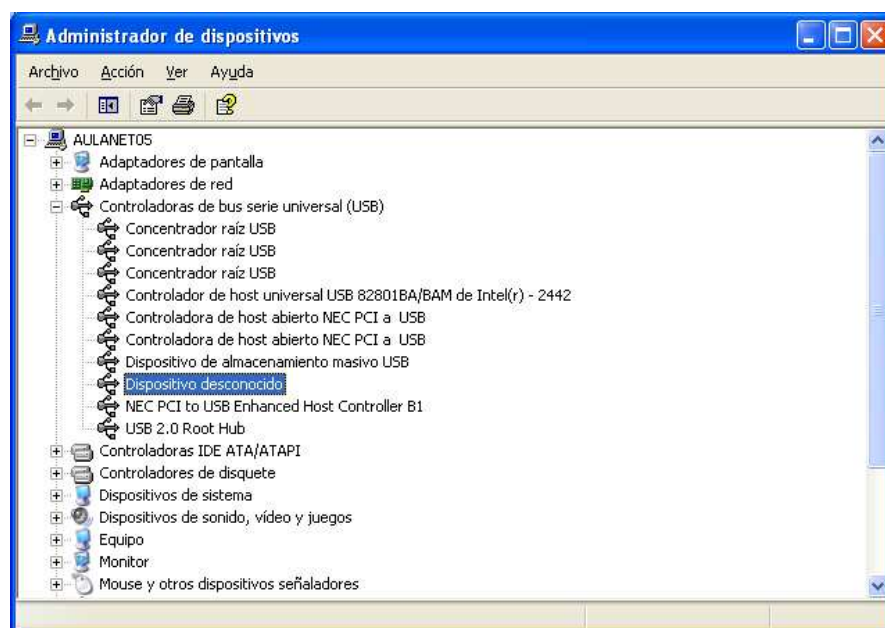 Administrador de dispositivos
Archivo Acción Ver Ayuda
AULANET05
Adaptadores de pantalla
Adaptadores de red
Controladoras de bus serie universal (USB)
Concentrador raíz USB
Concentrador raíz USB
Concentrador raíz USB
Controlador de host universal USB 82801BA/BAM de Intel(r) - 2442
Controladora de host abierto NEC PCI a USB
Controladora de host abierto NEC PCI a USB
Dispositivo de almacenamiento masivo USB
Dispositivo desconocido
NEC PCI to USB Enhanced Host Controller B1
USB 2.0 Root Hub
Controladoras IDE ATA/ATAPI
Controladores de disquete
Dispositivos de sistema
Dispositivos de sonido, vídeo y juegos
Equipo
Monitor
Mouse y otros dispositivos señaladores